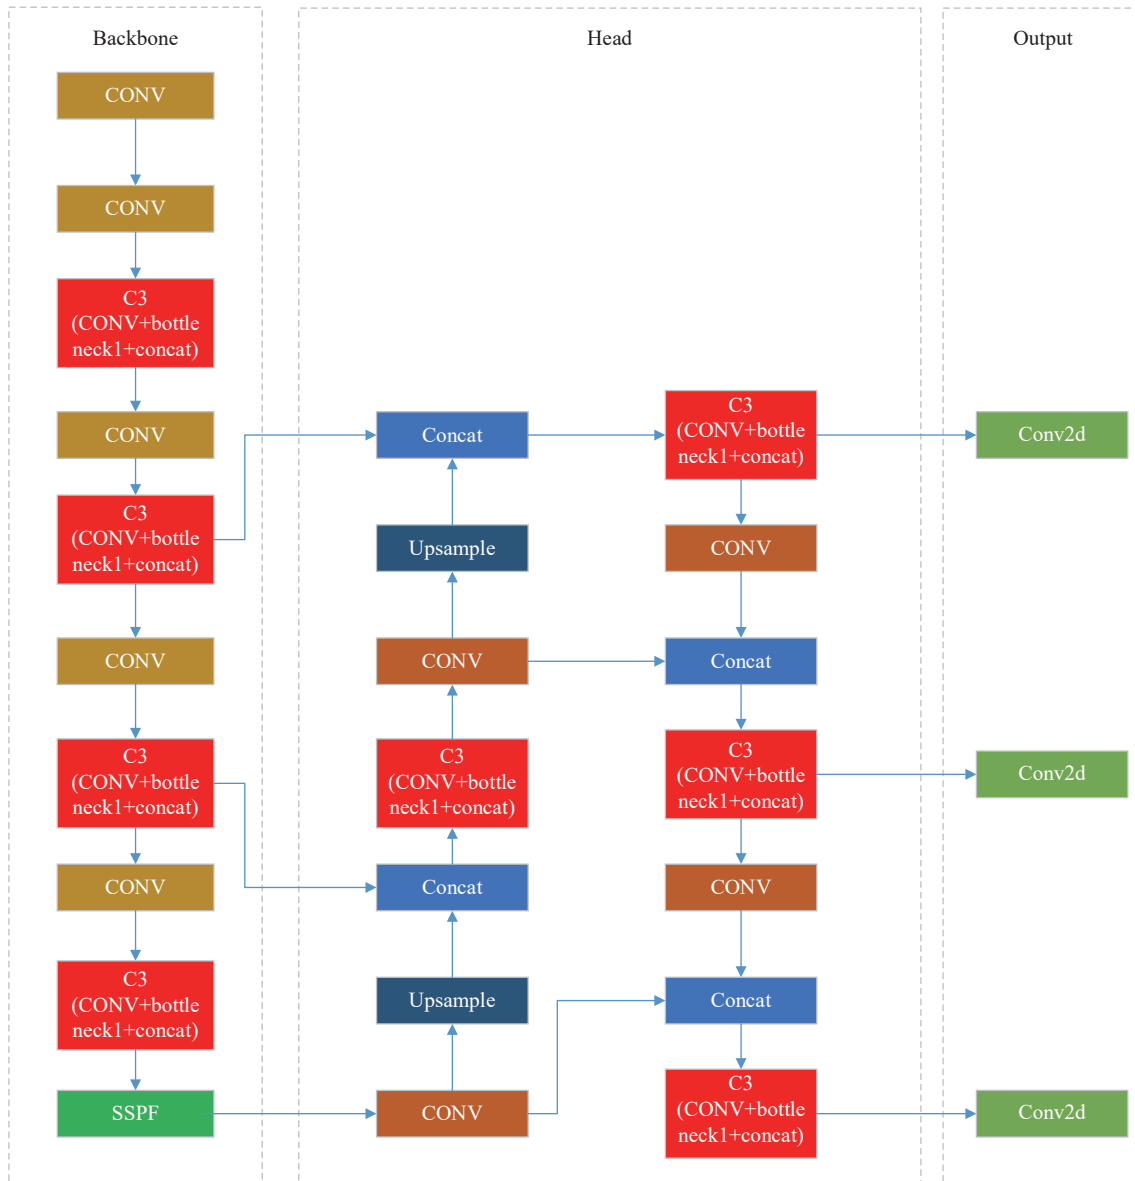 Backbone
CONV
CONV
C3
(CONV+bottle
neck1+concat)
CONV
C3
(CONV+bottle
neck1+concat)
CONV
C3
(CONV+bottle
neck1+concat)
CONV
C3
(CONV+bottle
neck1+concat)
SSPF
Head
Concat
Upsample
CONV
C3
(CONV+bottle
neck1+concat)
Concat
Upsample
CONV
C3
(CONV+bottle
neck1+concat)
CONV
Concat
C3
(CONV+bottle
neck1+concat)
CONV
Concat
C3
(CONV+bottle
neck1+concat)
Output
Conv2d
Conv2d
Conv2d